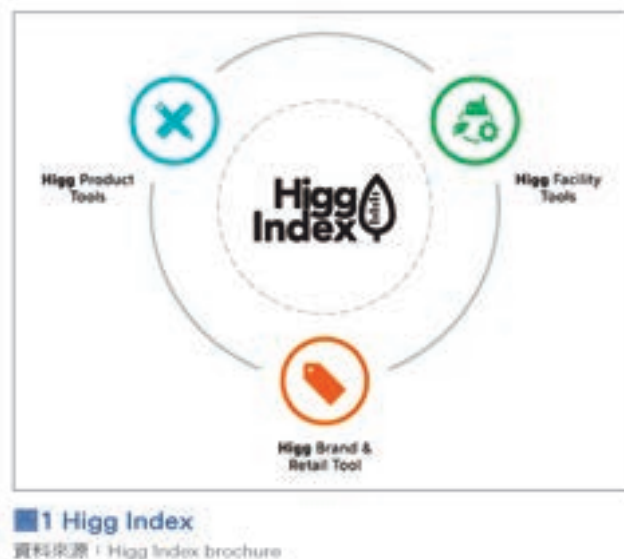 Higg Product
Tools
Higg Facility
Tools
Higg
Index
Higg Brand &
Retail Tool
圖1 Higg Index
資料來源：Higg Index brochure